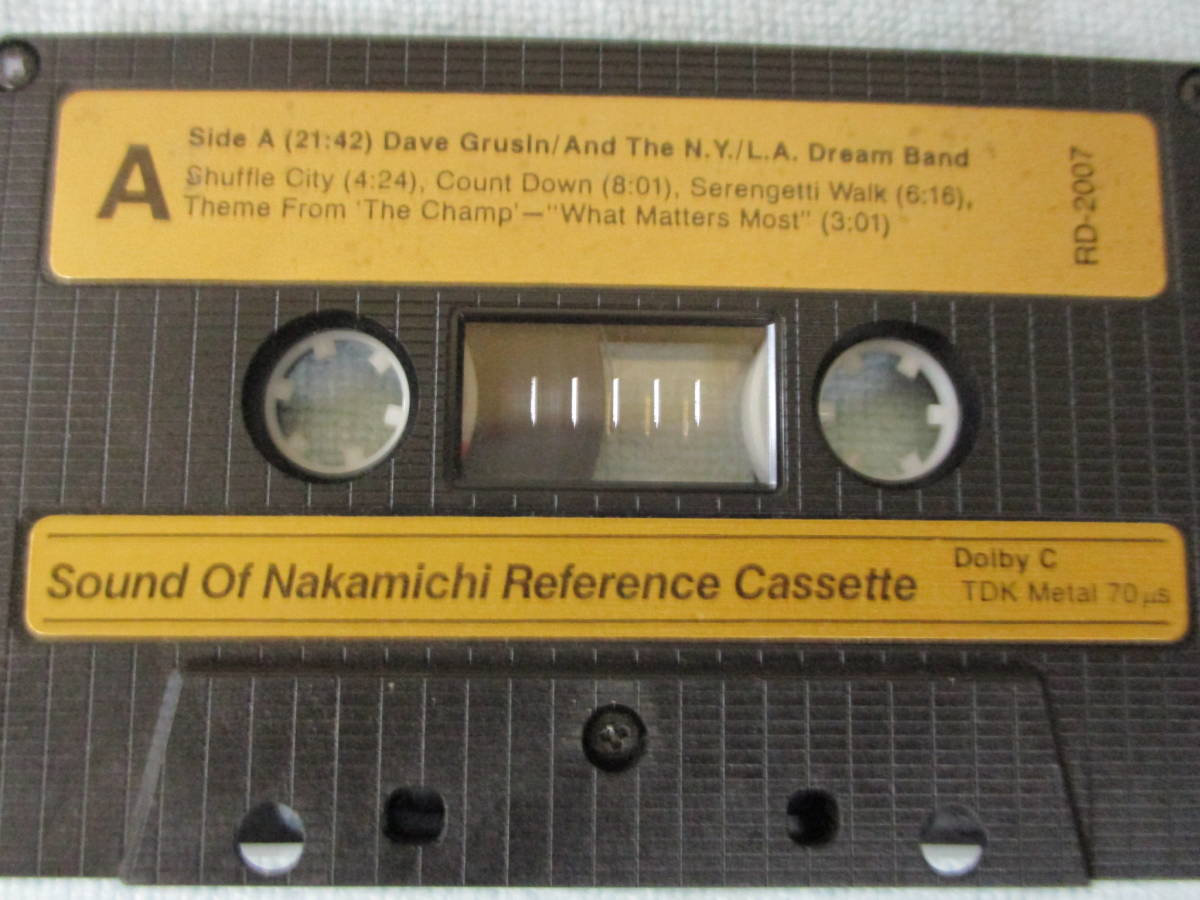 A
Side A (21:42) Dave Grusin/And The N.Y./L.A. Dream Band
Shuffle City (4:24), Count Down (8:01), Serengetti Walk (6:16),
Theme From 'The Champ'—"What Matters Most" (3:01)
RD-2007
Sound Of Nakamichi Reference Cassette
Dolby C
TDK Metal 70µs